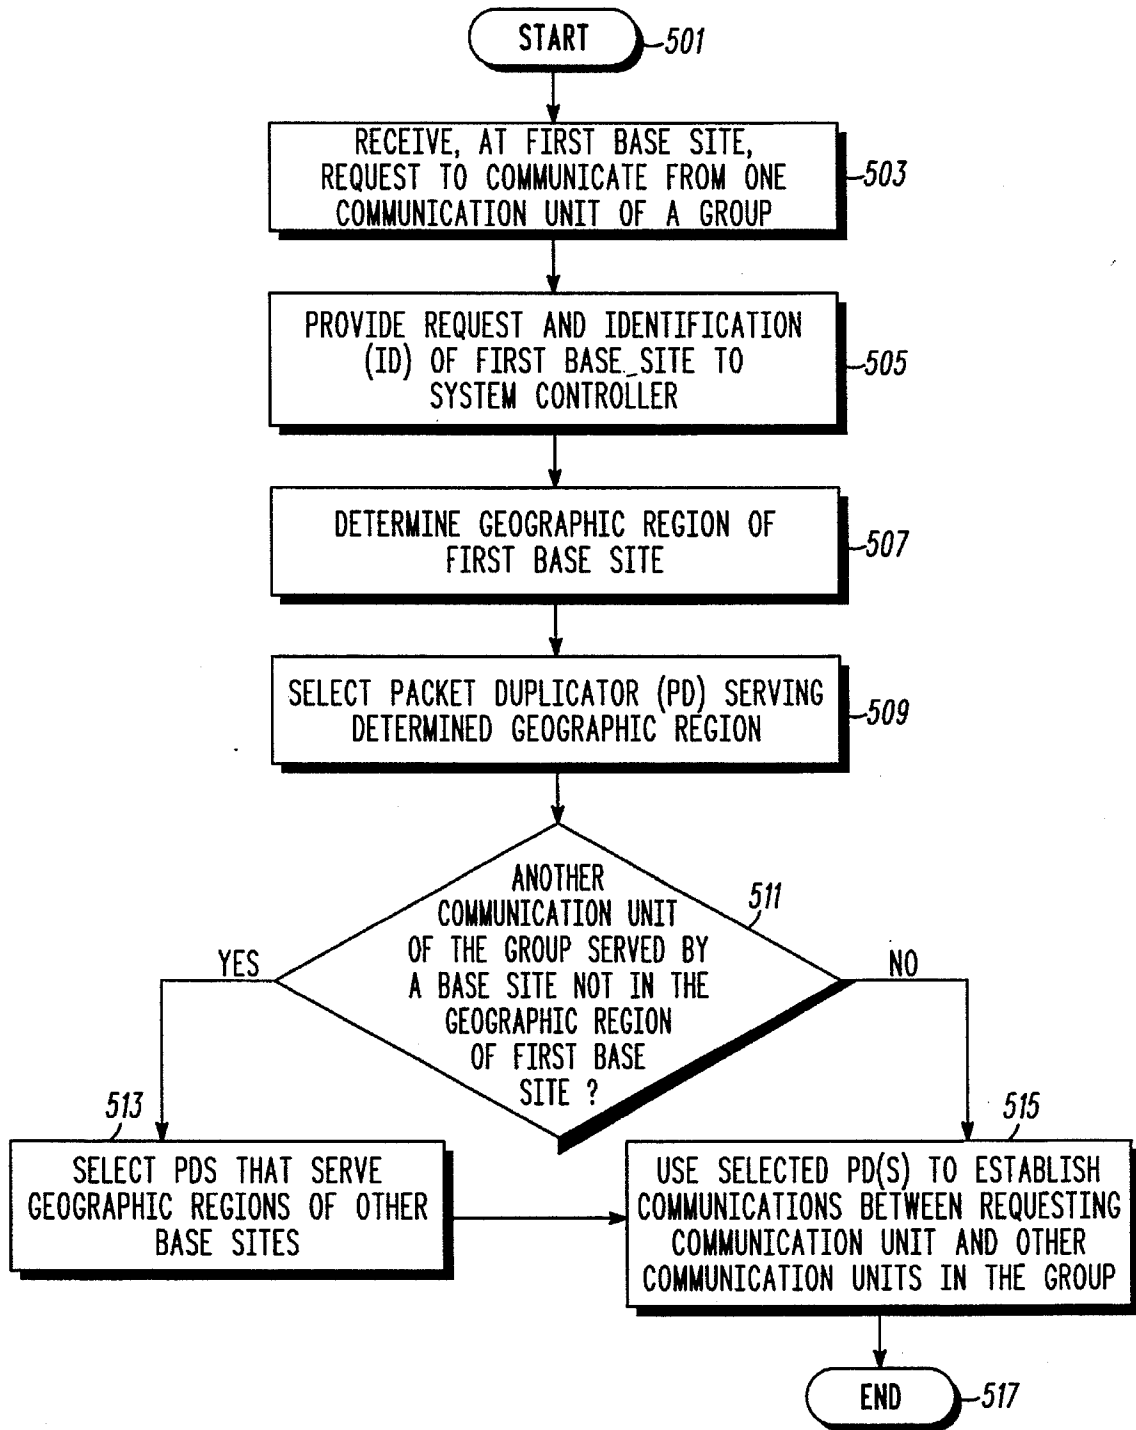 START
501
RECEIVE, AT FIRST BASE SITE,
REQUEST TO COMMUNICATE FROM ONE
COMMUNICATION UNIT OF A GROUP
503
PROVIDE REQUEST AND IDENTIFICATION
(ID) OF FIRST BASE SITE TO
SYSTEM CONTROLLER
505
DETERMINE GEOGRAPHIC REGION OF
FIRST BASE SITE
507
SELECT PACKET DUPLICATOR (PD) SERVING
DETERMINED GEOGRAPHIC REGION
509
ANOTHER
COMMUNICATION UNIT
OF THE GROUP SERVED BY
A BASE SITE NOT IN THE
GEOGRAPHIC REGION
OF FIRST BASE
SITE ?
511
YES
NO
513
SELECT PDS THAT SERVE
GEOGRAPHIC REGIONS OF OTHER
BASE SITES
515
USE SELECTED PD(S) TO ESTABLISH
COMMUNICATIONS BETWEEN REQUESTING
COMMUNICATION UNIT AND OTHER
COMMUNICATION UNITS IN THE GROUP
END
517